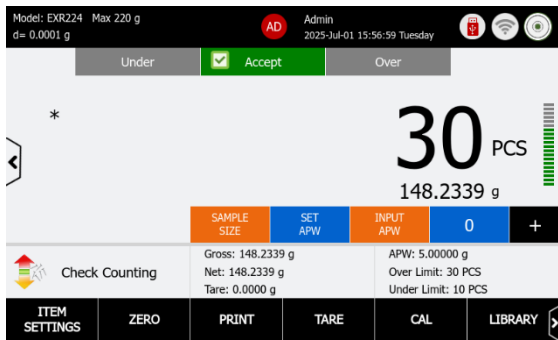 Model: EXR224 Max 220 g
d= 0.0001 g
AD
Admin
2025-Jul-01 15:56:59 Tuesday
Under
Accept
Over
*
30 PCS
148.2339 g
SAMPLE SIZE
SET APW
INPUT APW
0
+
Check Counting
Gross: 148.2339 g
Net: 148.2339 g
Tare: 0.0000 g
APW: 5.00000 g
Over Limit: 30 PCS
Under Limit: 10 PCS
ITEM SETTINGS
ZERO
PRINT
TARE
CAL
LIBRARY